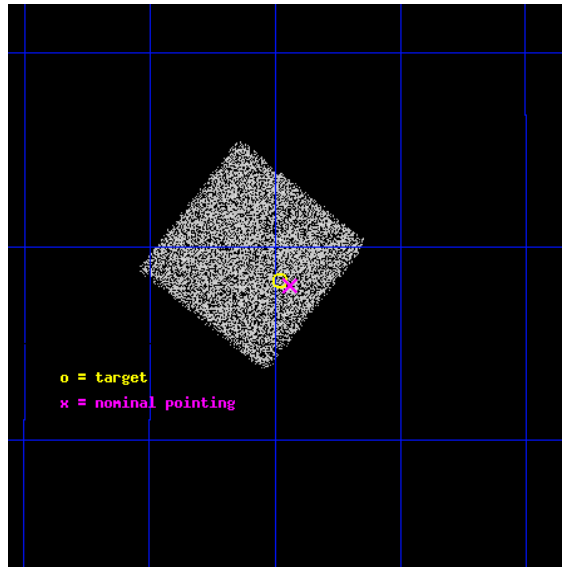 o = target
x = nominal pointing